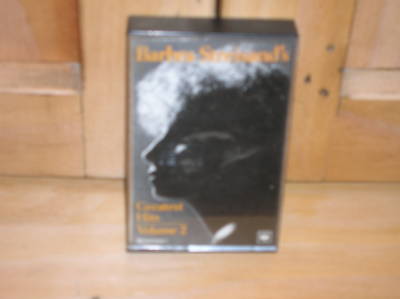 Barbra Streisand's
Greatest
Hits
Volume 2